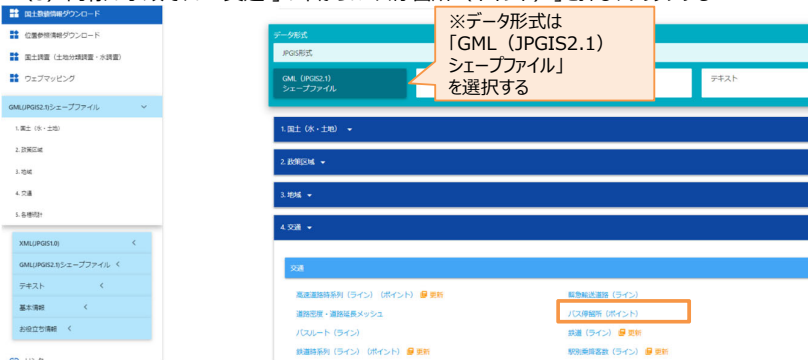 国土数値情報ダウンロード
位置参照情報ダウンロード
国土調査（土地分類調査・水調査）
ウェブマッピング
GML(JPGIS2.1)シェープファイル
1. 国土（水・土地）
2. 政策区域
3. 地域
4. 交通
5. 各種統計
XML(JPGIS1.0)
GML(JPGIS2.1)シェープファイル
テキスト
基本情報
お役立ち情報
データ形式
JPGIS形式
GML（JPGIS2.1）
シェープファイル
テキスト
※データ形式は
「GML（JPGIS2.1）
シェープファイル」
を選択する
1. 国土（水・土地）
2. 政策区域
3. 地域
4. 交通
交通
高速道路時系列（ライン）（ポイント） 更新
緊急輸送道路（ライン）
道路密度・道路延長メッシュ
バス停留所（ポイント）
バスルート（ライン）
鉄道（ライン） 更新
鉄道時系列（ライン）（ポイント） 更新
駅別乗降客数（ライン） 更新